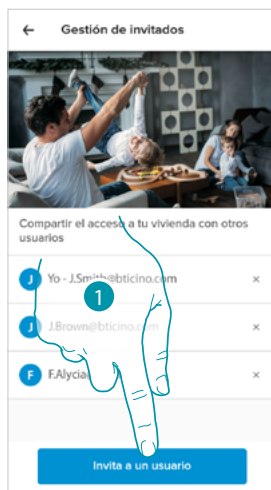 ← Gestión de invitados
Compartir el acceso a tu vivienda con otros
usuarios
J Yo - J.Smith@bticino.com ×
J J.Brown@bticino.com ×
F F.Alycia ×
1
Invita a un usuario